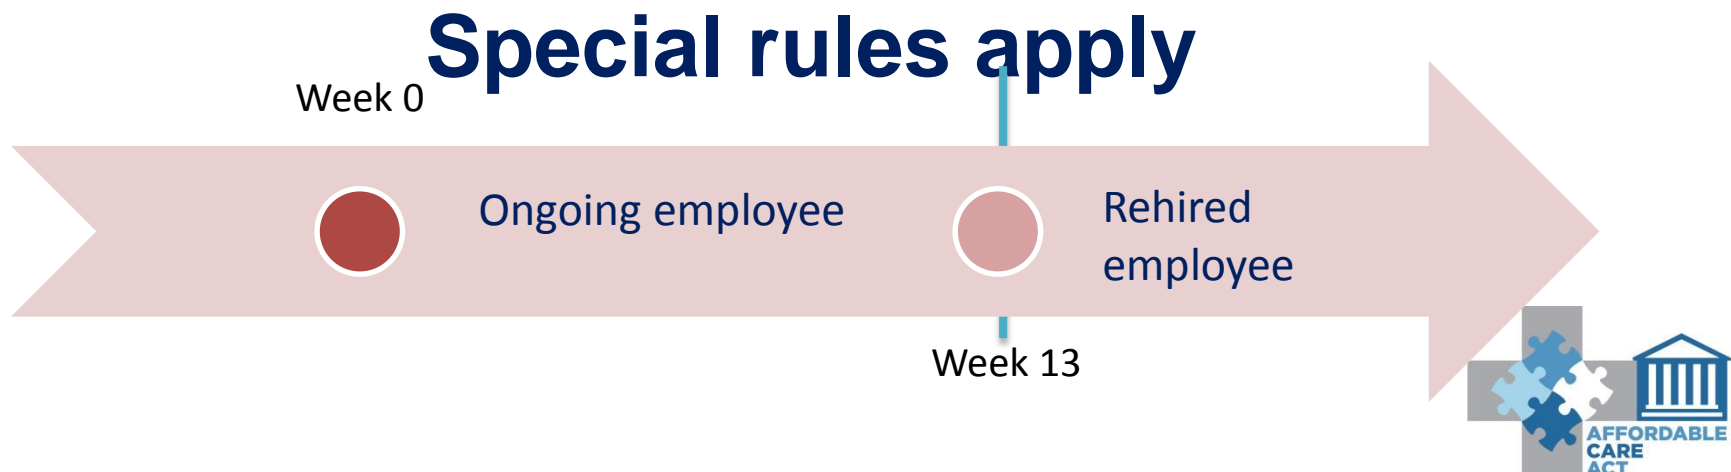 Special rules apply
Week 0
Ongoing employee
Rehired
employee
Week 13
AFFORDABLE
CARE
ACT